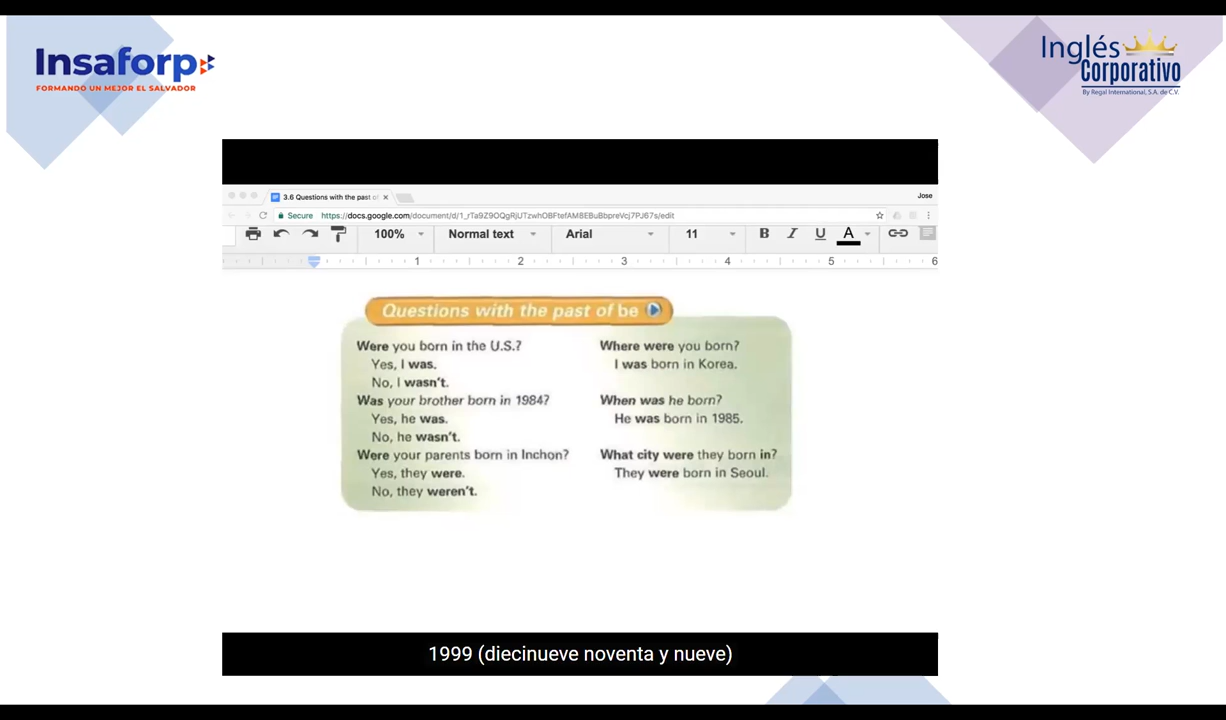 Insaforp
FORMANDO UN MEJOR EL SALVADOR
Inglés
Corporativo
By Regal International, S.A. de C.V.
3.6 Questions with the past of
Jose
Secure https://docs.google.com/document/d/
100% Normal text Arial 11 B I U A
1 2 3 4 5 6
Questions with the past of be
Were you born in the U.S.?
Yes, I was.
No, I wasn't.
Was your brother born in 1984?
Yes, he was.
No, he wasn't.
Were your parents born in Inchon?
Yes, they were.
No, they weren't.
Where were you born?
I was born in Korea.
When was he born?
He was born in 1985.
What city were they born in?
They were born in Seoul.
1999 (diecinueve noventa y nueve)